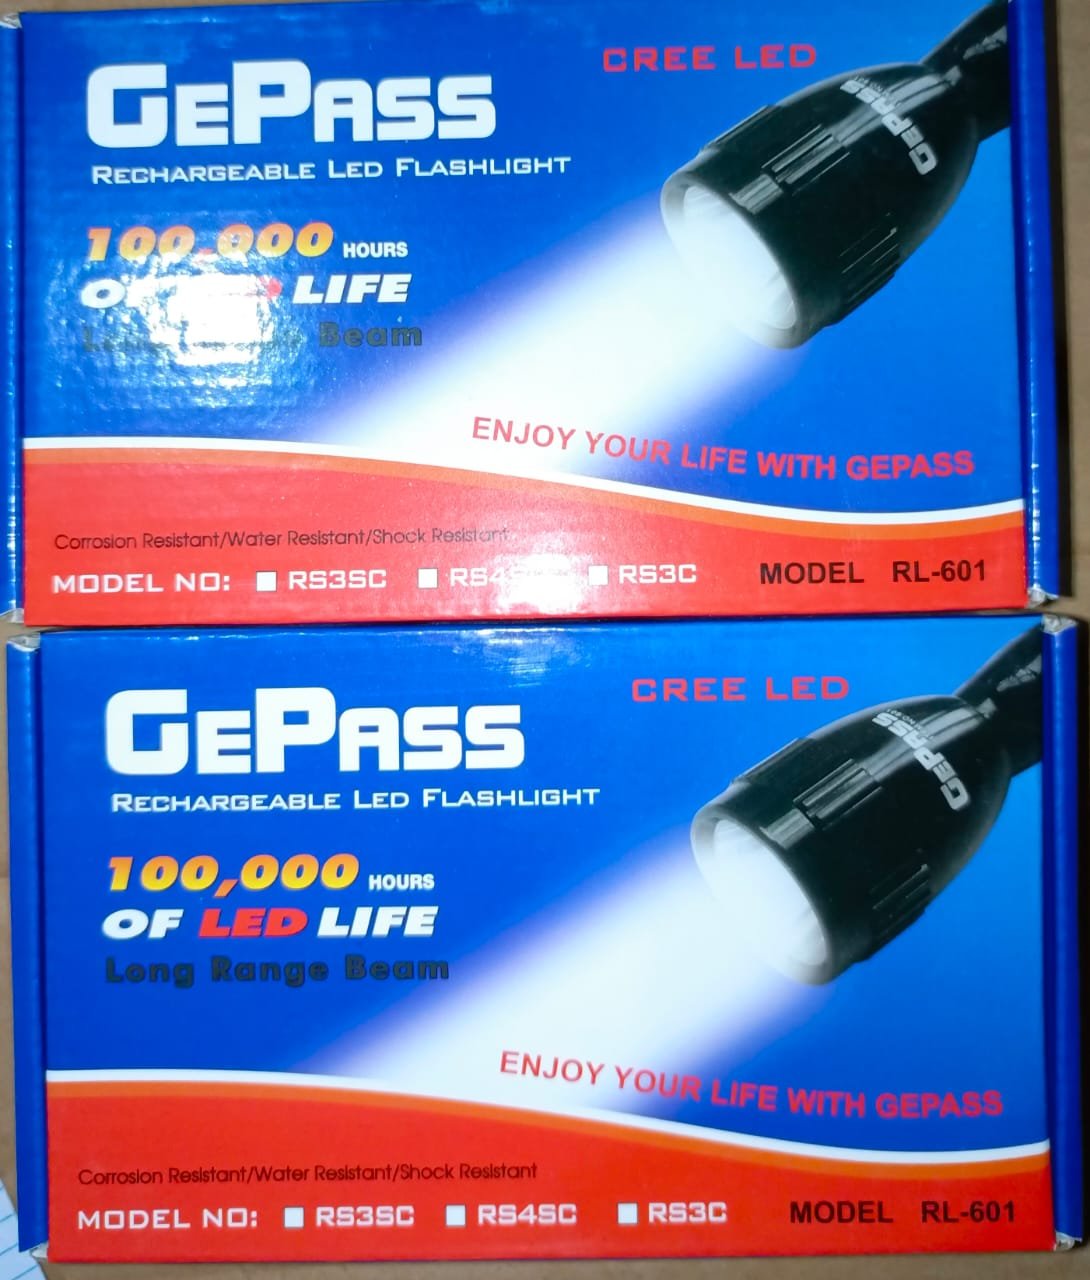 CREE LED
GEPASS
RECHARGEABLE LED FLASHLIGHT
GEPASS
100,000 HOURS
OF LIFE
Beam
ENJOY YOUR LIFE WITH GEPASS
Corrosion Resistant/Water Resistant/Shock Resistant
MODEL NO: RS3SC RS3C MODEL RL-601
CREE LED
GEPASS
RECHARGEABLE LED FLASHLIGHT
GEPASS
100,000 HOURS
OF LED LIFE
Long Range Beam
ENJOY YOUR LIFE WITH GEPASS
Corrosion Resistant/Water Resistant/Shock Resistant
MODEL NO: RS3SC RS4SC RS3C MODEL RL-601